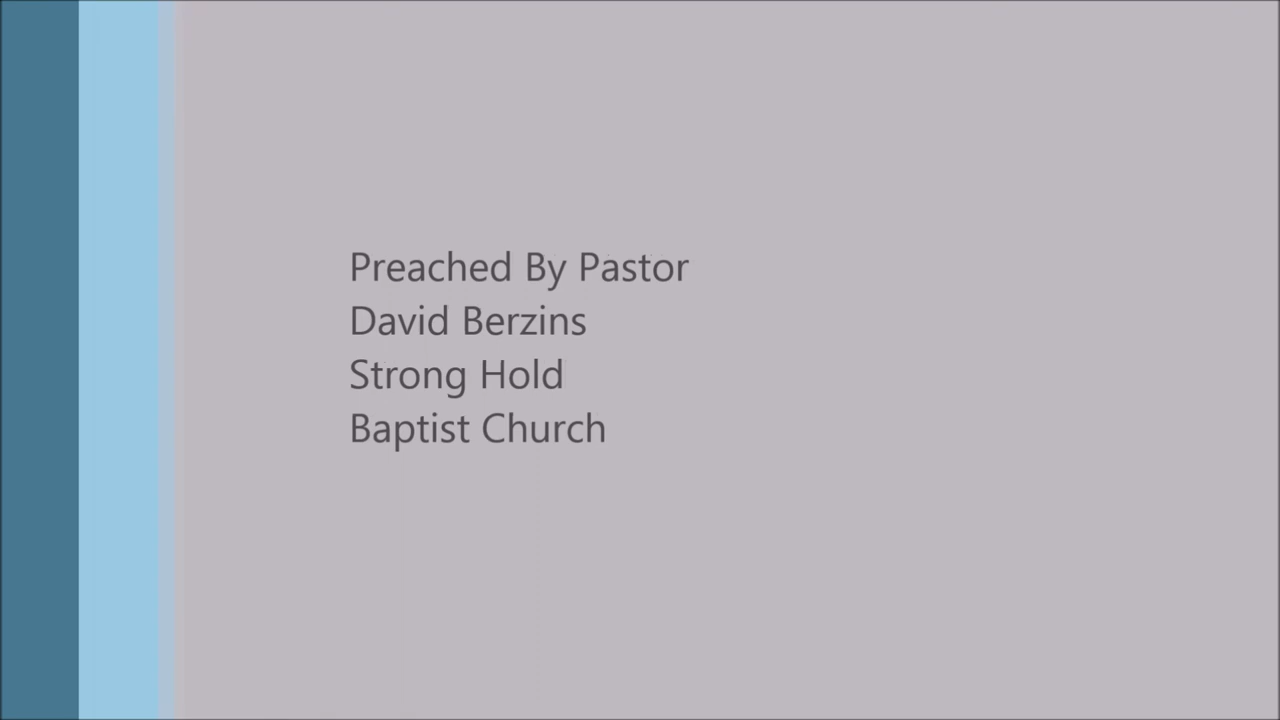 Preached By Pastor
David Berzins
Strong Hold
Baptist Church